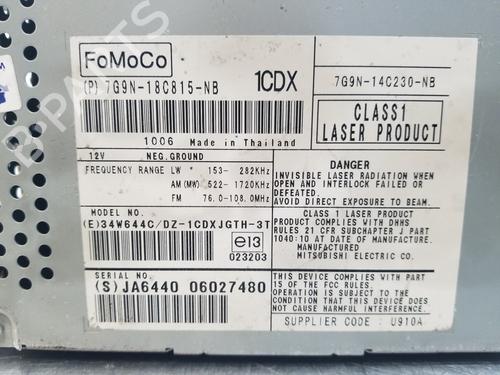 FoMoCo
(P) 7G9N-18C815-NB
1CDX
7G9N-14C230-NB
CLASS1
LASER PRODUCT
1006 Made in Thailand
12V NEG.GROUND
FREQUENCY RANGE LW * 153- 282KHz
AM(MW) 522- 1720KHz
FM 76.0-108.0MHz
DANGER
INVISIBLE LASER RADIATION WHEN
OPEN AND INTERLOCK FAILED OR
DEFEATED.
AVOID DIRECT EXPOSURE TO BEAM.
MODEL NO.
(E)34W644C/DZ-1CDXJGTH-3T
e13
023203
CLASS 1 LASER PRODUCT
PRODUCT COMPLIES WITH DHHS
RULES 21 CFR SUBCHAPTER J PART
1040:10 AT DATE OF MANUFACTURE.
MANUFACTURED
MITSUBISHI ELECTRIC CO.
SERIAL NO.
(S)JA6440 06027480
THIS DEVICE COMPLIES WITH PART
15 OF THE FCC RULES.
OPERATION IS SUBJECT TO THE
CONDITION THAT THIS DEVICE DOES
NOT CAUSE HARMFUL INTERFERENCE.
SUPPLIER CODE : U910A
B-PARTS